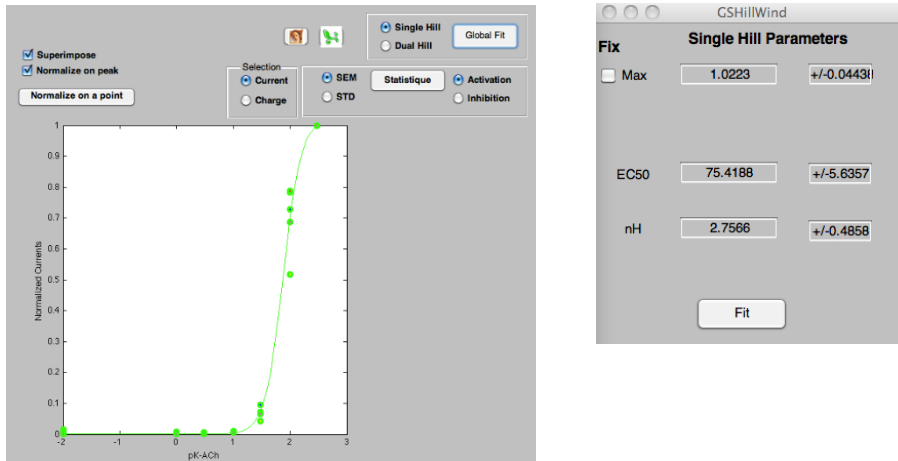 Superimpose
Normalize on peak
Normalize on a point
Single Hill
Dual Hill
Global Fit
Selection
Current
Charge
SEM
STD
Statistique
Activation
Inhibition
1
0.9
0.8
0.7
0.6
0.5
0.4
0.3
0.2
0.1
0
Normalized Currents
-2 -1 0 1 2 3
pK-ACh
GSHillWind
Fix Single Hill Parameters
Max 1.0223 +/-0.0443
EC50 75.4188 +/-5.6357
nH 2.7566 +/-0.4858
Fit